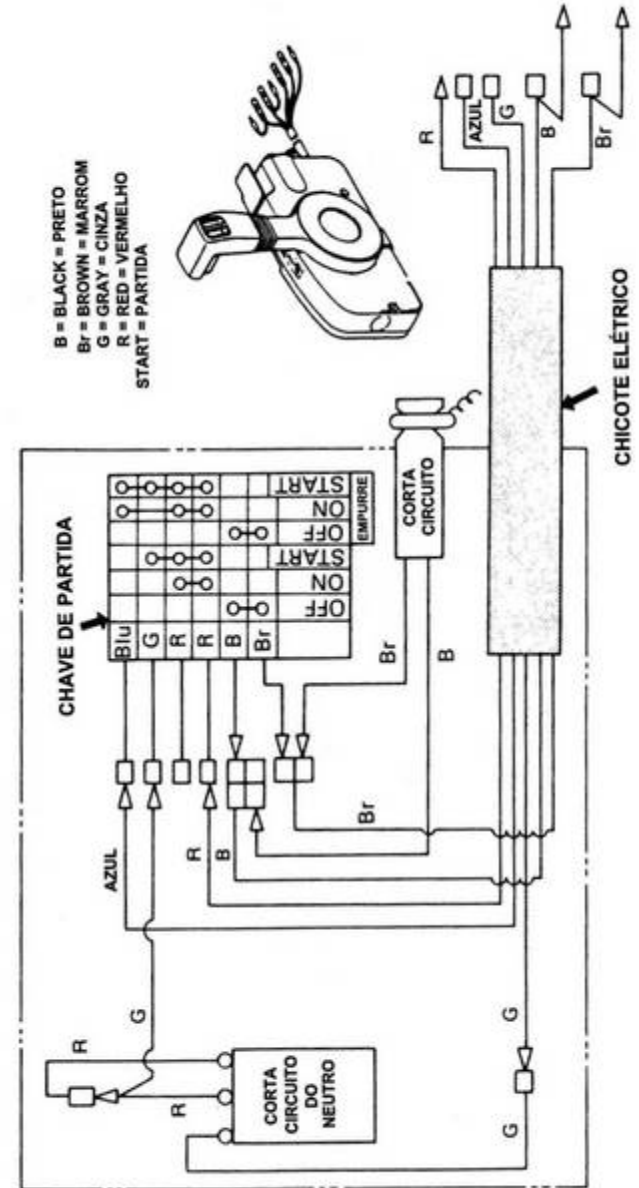 B = BLACK = PRETO
Br = BROWN = MARROM
G = GRAY = CINZA
R = RED = VERMELHO
START = PARTIDA
CHAVE DE PARTIDA
Blu
G
R
R
B
Br
OFF
ON
START
OFF
ON
START
EMPURRE
CORTA
CIRCUITO
Br
B
AZUL
R
B
Br
G
R
R
CORTA
CIRCUITO
DO
NEUTRO
G
G
CHICOTE ELÉTRICO
R
AZUL
G
B
Br